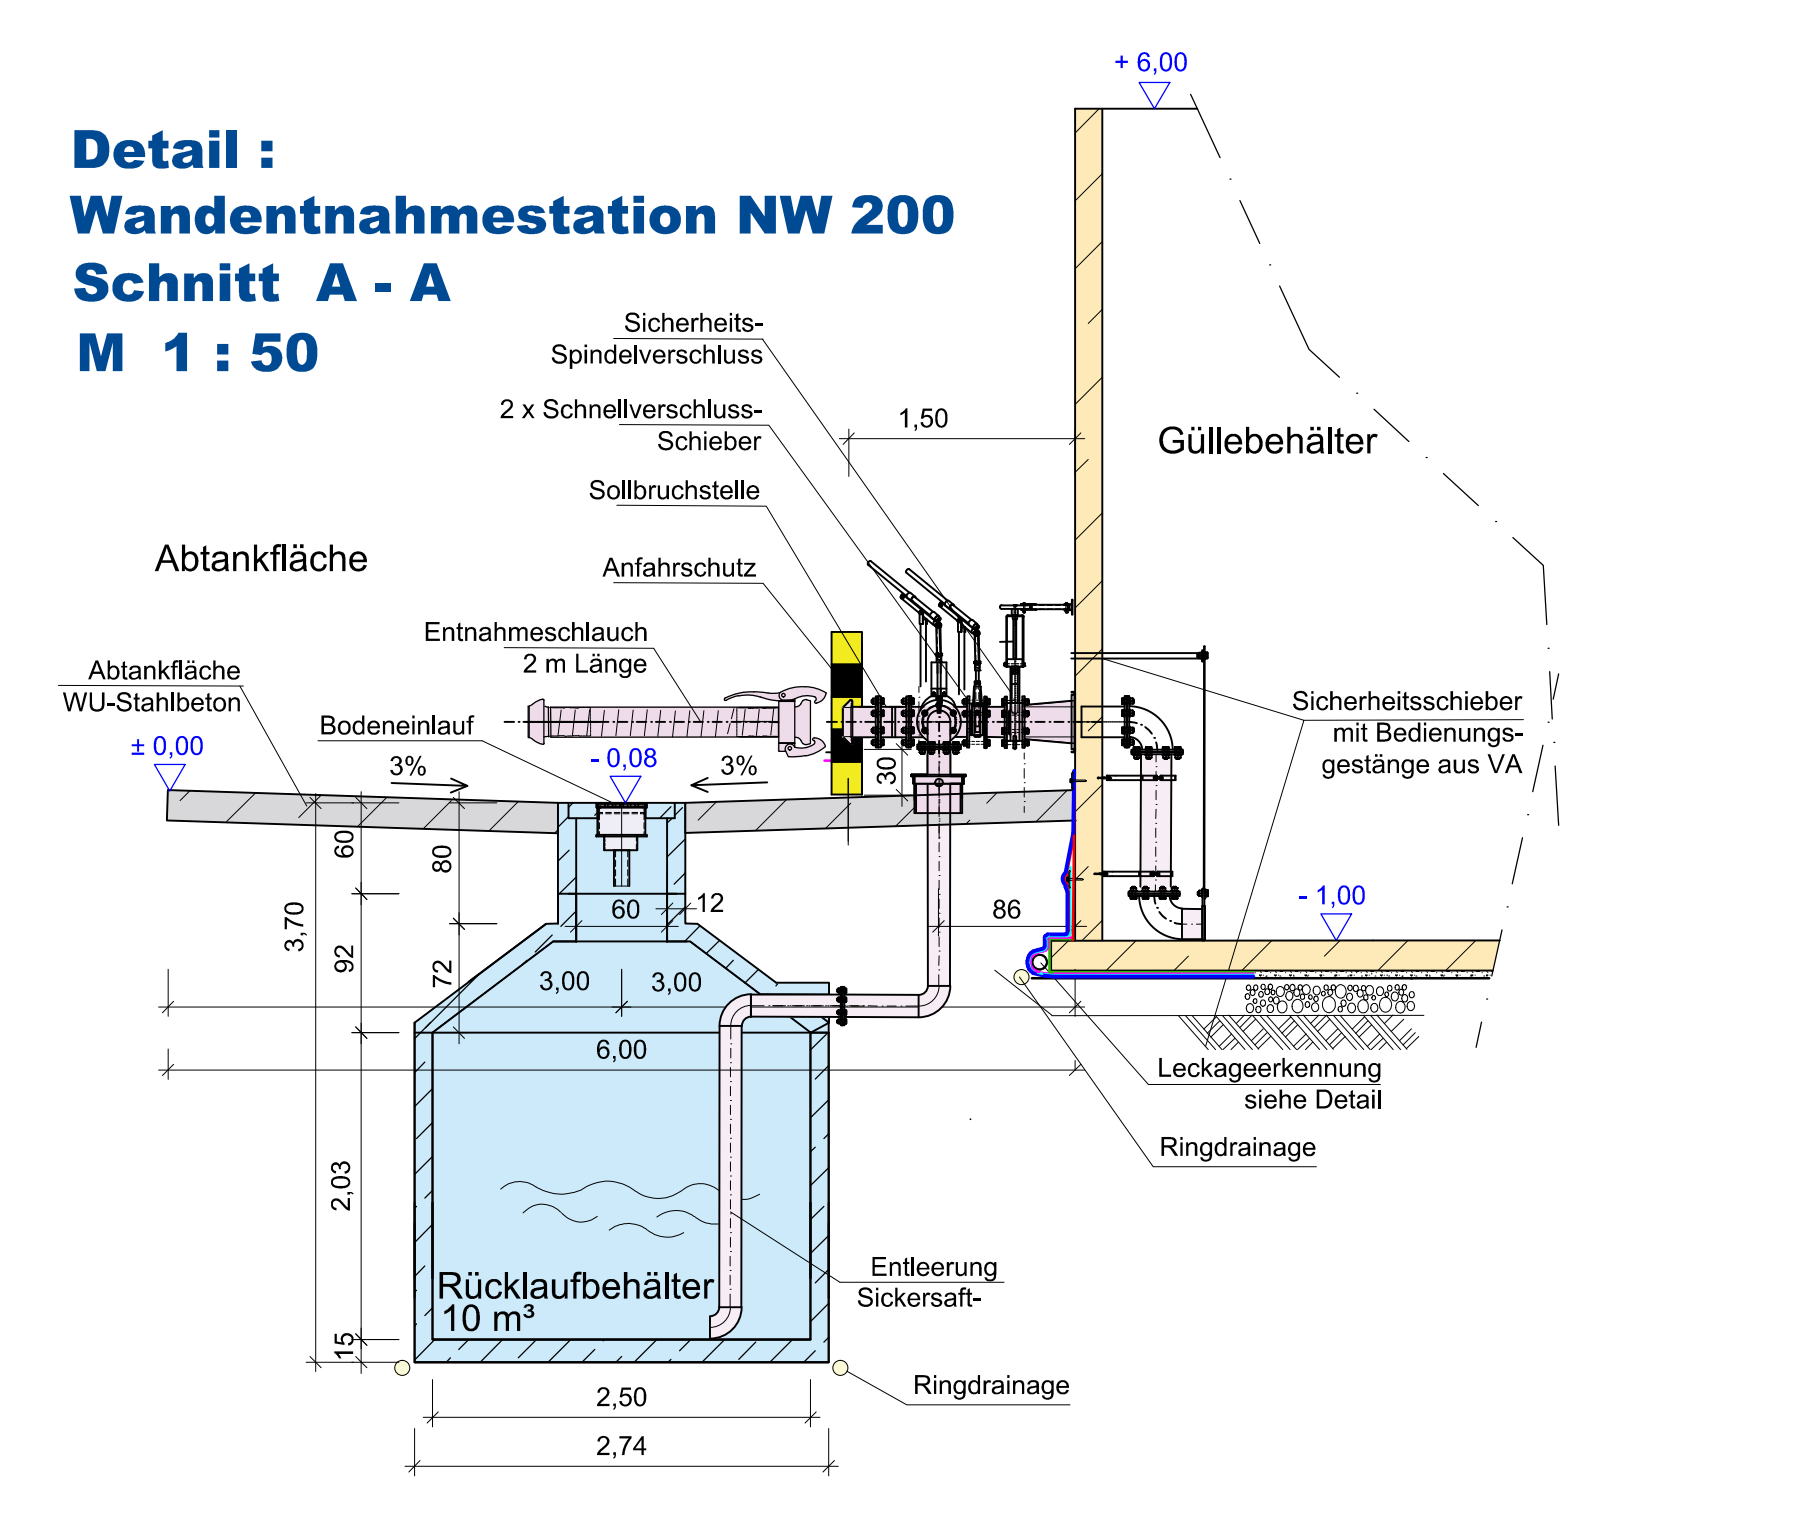 + 6,00
Detail :
Wandentnahmestation NW 200
Schnitt A - A
M 1 : 50
Sicherheits-
Spindelverschluss
2 x Schnellverschluss-
Schieber
1,50
Güllebehälter
Sollbruchstelle
Abtankfläche
Anfahrschutz
Entnahmeschlauch
2 m Länge
Abtankfläche
WU-Stahlbeton
Bodeneinlauf
Sicherheitsschieber
mit Bedienungs-
gestänge aus VA
± 0,00
3%
- 0,08
3%
30
60
80
3,70
60
12
86
- 1,00
92
72
3,00
3,00
6,00
Leckageerkennung
siehe Detail
Ringdrainage
2,03
Entleerung
Sickersaft-
Rücklaufbehälter
10 m³
15
Ringdrainage
2,50
2,74